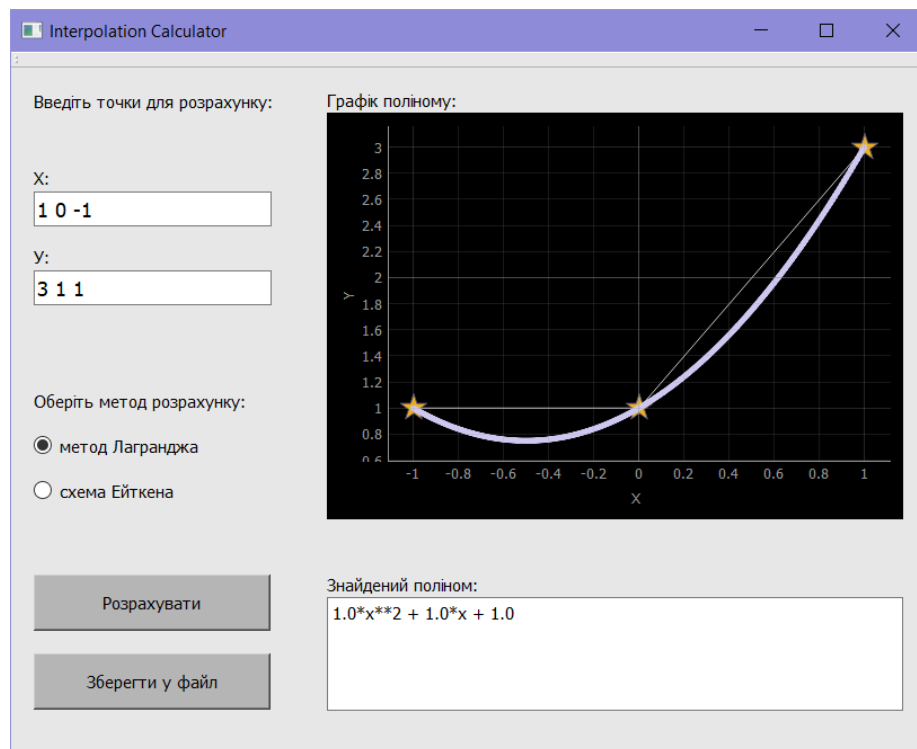 Interpolation Calculator
Введіть точки для розрахунку:
X:
1 0 -1
У:
3 1 1
Оберіть метод розрахунку:
метод Лагранджа
схема Ейткена
Розрахувати
Зберегти у файл
Графік поліному:
3
2.8
2.6
2.4
2.2
2
1.8
1.6
1.4
1.2
1
0.8
0.6
Y
-1 -0.8 -0.6 -0.4 -0.2 0 0.2 0.4 0.6 0.8 1
X
Знайдений поліном:
1.0*x**2 + 1.0*x + 1.0